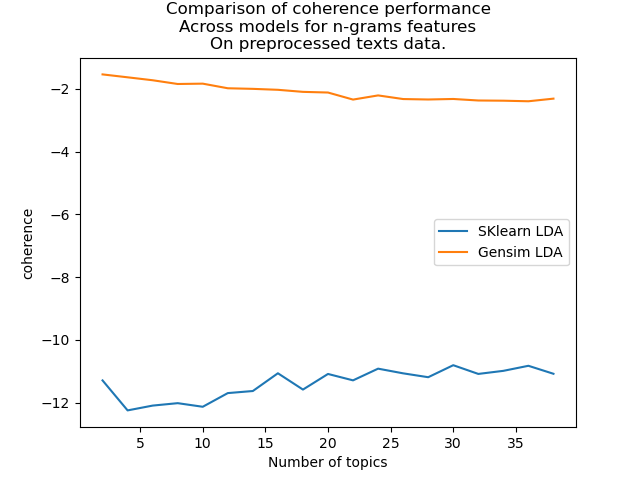 Comparison of coherence performance
Across models for n-grams features
On preprocessed texts data.
−2
−4
−6
−8
−10
−12
coherence
SKlearn LDA
Gensim LDA
5
10
15
20
25
30
35
Number of topics